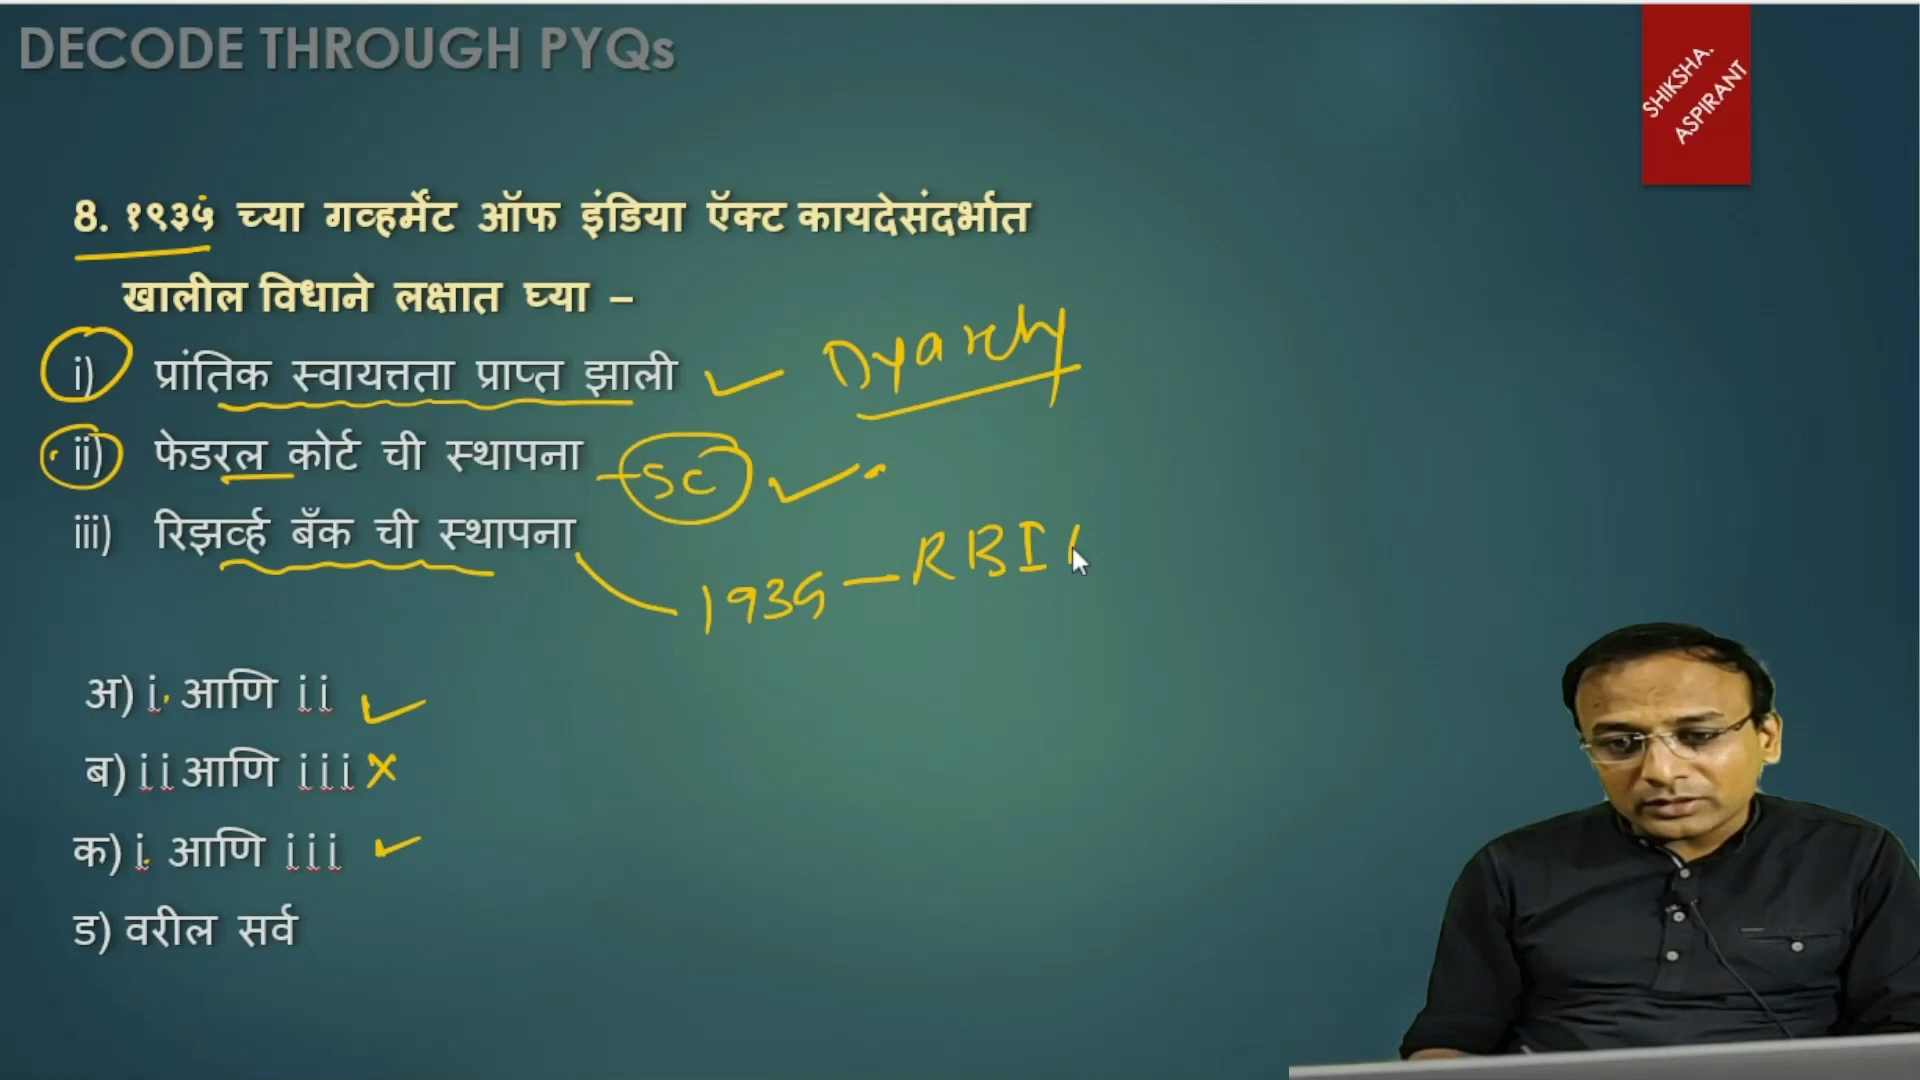 DECODE THROUGH PYQs
SHIKSHA.
ASPIRANT
8. १९३५ च्या गव्हर्मेंट ऑफ इंडिया ऍक्ट कायदेसंदर्भात
खालील विधाने लक्षात घ्या –
i) प्रांतिक स्वायत्तता प्राप्त झाली
Dyarchy
ii) फेडरल कोर्ट ची स्थापना
SC
iii) रिझर्व्ह बँक ची स्थापना
1935 – RBI
अ) i आणि ii
ब) ii आणि iii
क) i आणि iii
ड) वरील सर्व